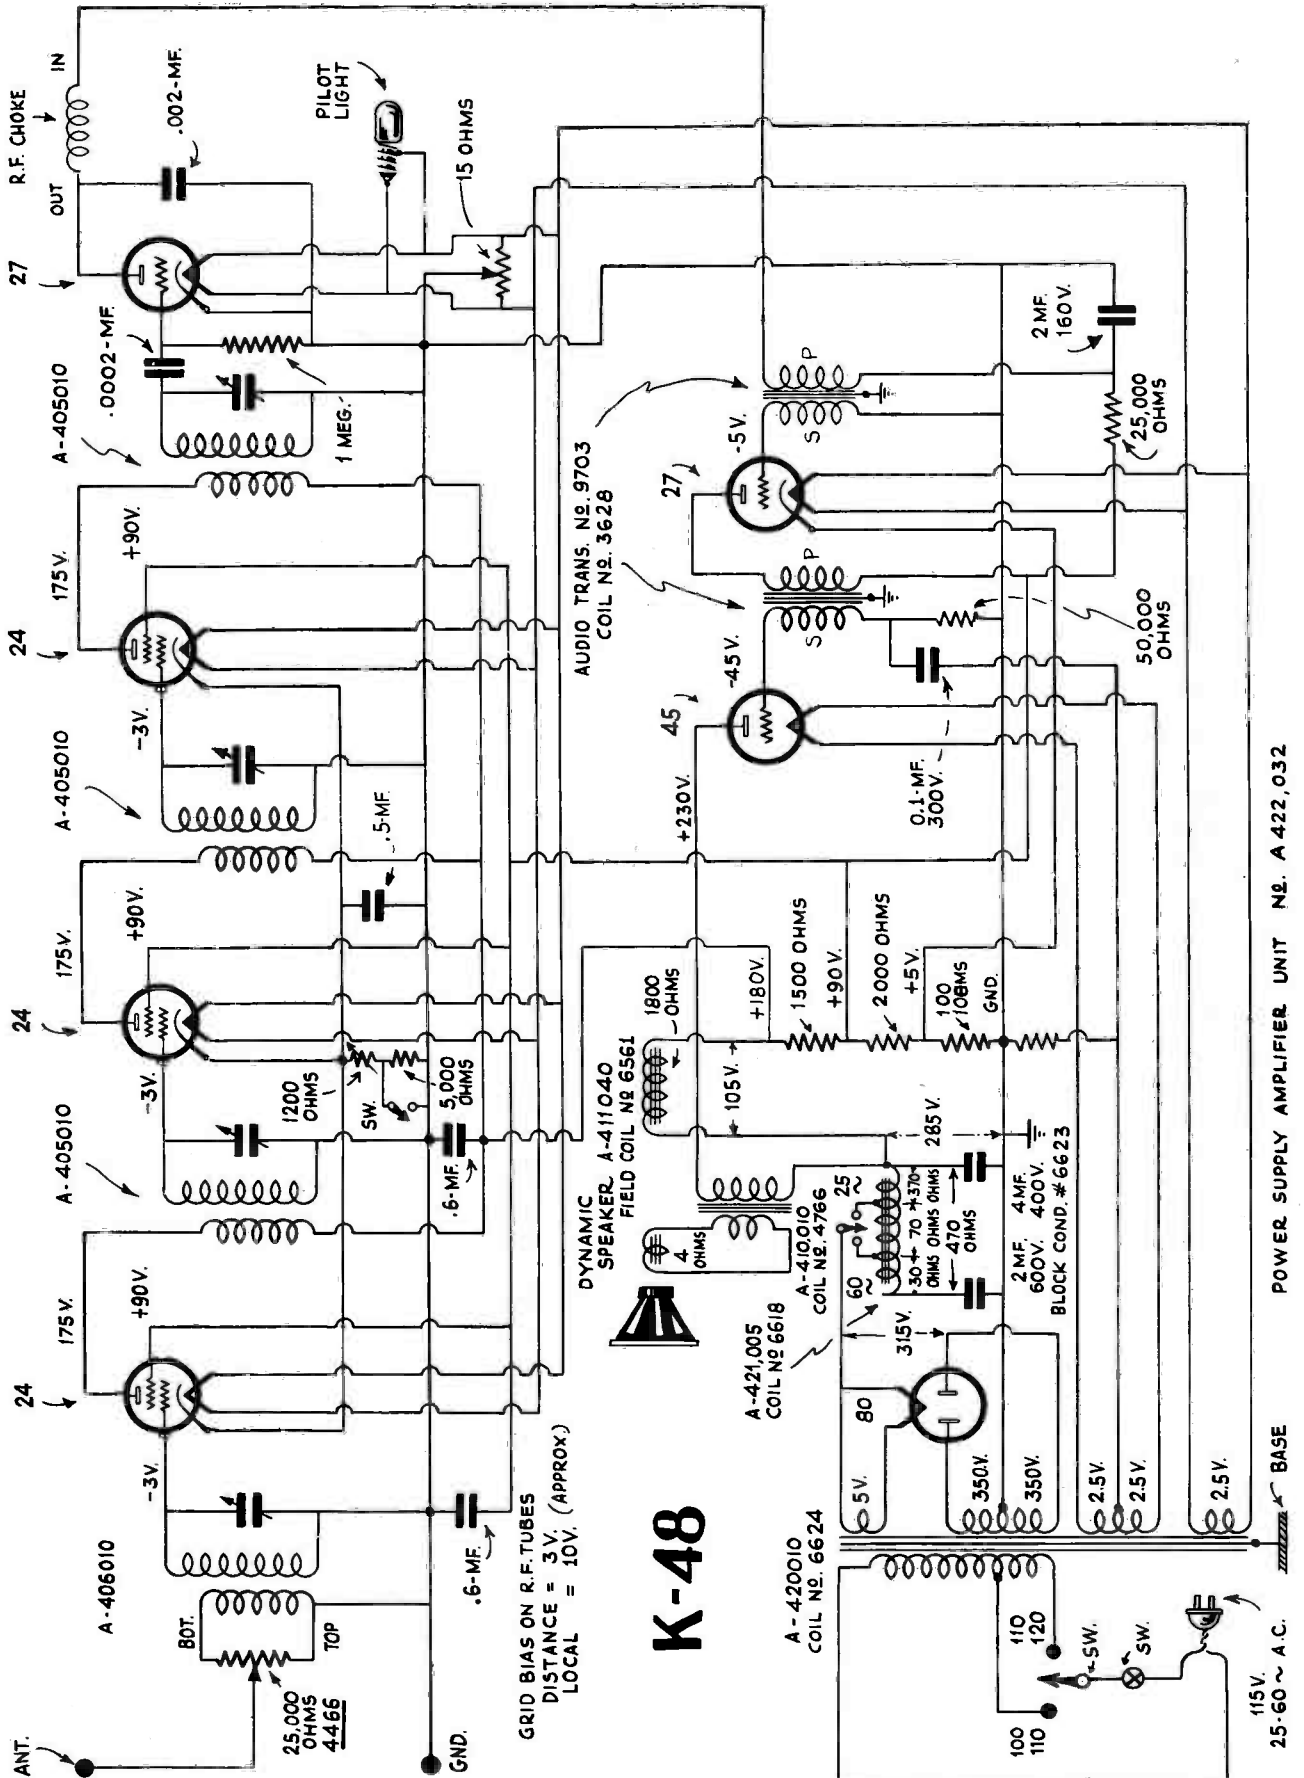 ANT.
25,000
OHMS
4466
BOT.
TOP
GND.
A-406010
-3V.
24
175V.
+90V.
.6-MF.
GRID BIAS ON R.F. TUBES
DISTANCE = 3V.
LOCAL = 10V. (APPROX)
A-405010
-3V.
24
175V.
+90V.
1200
OHMS
SW.
5,000
OHMS
.6-MF.
.5-MF.
A-405010
-3V.
24
175V.
+90V.
A-405010
.0002-MF.
1 MEG.
27
OUT
R.F. CHOKE
IN
.002-MF.
PILOT
LIGHT
15 OHMS
K-48
DYNAMIC
SPEAKER A-411040
FIELD COIL Nº 6561
1800
OHMS
4
OHMS
A-410,010
COIL Nº. 4766
A-421,005
COIL Nº 6618
60~
25
~
30
OHMS
70
OHMS
370
OHMS
470
OHMS
315V.
105V.
285V.
2 MF.
600V.
4 MF.
400V.
BLOCK COND. #6623
80
+180V.
1500 OHMS
+90V.
2000 OHMS
+5V.
100
OHMS
GND.
+230V.
45
-45V.
AUDIO TRANS. Nº. 9703
COIL Nº. 3628
S
P
27
-5V.
S
P
0.1-MF.
300V.
50,000
OHMS
2 MF.
160V.
25,000
OHMS
A-420010
COIL Nº. 6624
5V.
350V.
350V.
2.5V.
2.5V.
2.5V.
100
110
110
120
SW.
SW.
115V.
25-60~ A.C.
BASE
POWER SUPPLY AMPLIFIER UNIT Nº. A 422,032